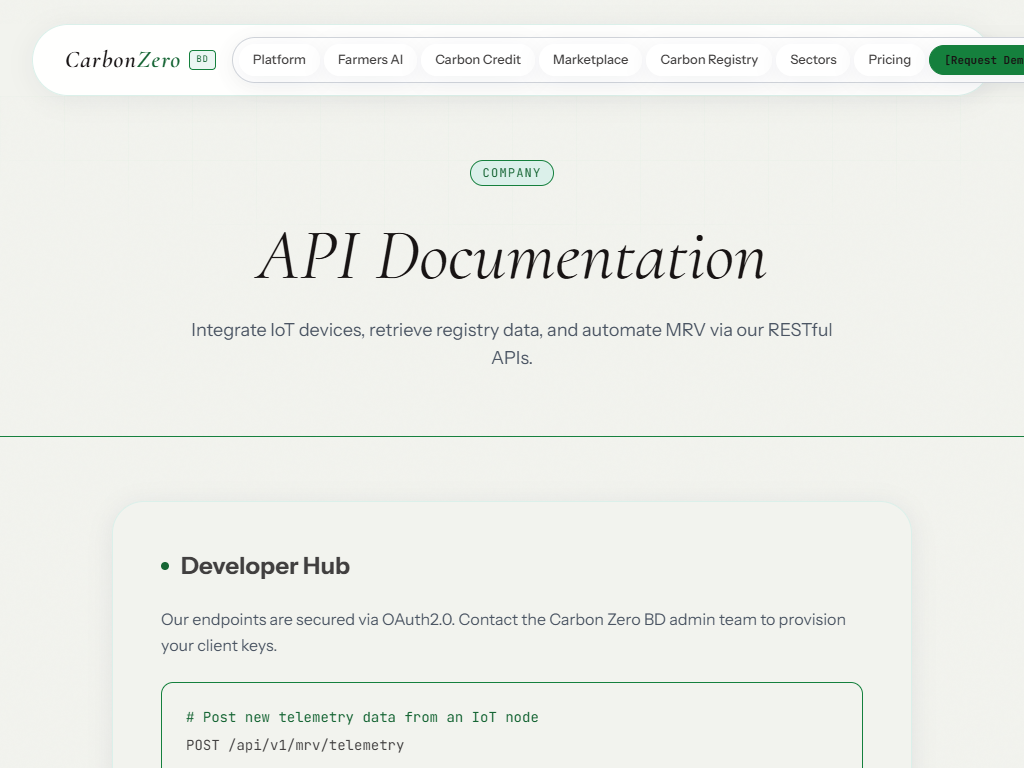 CarbonZero BD
Platform
Farmers AI
Carbon Credit
Marketplace
Carbon Registry
Sectors
Pricing
[Request Dem
COMPANY
API Documentation
Integrate IoT devices, retrieve registry data, and automate MRV via our RESTful
APIs.
Developer Hub
Our endpoints are secured via OAuth2.0. Contact the Carbon Zero BD admin team to provision
your client keys.
# Post new telemetry data from an IoT node
POST /api/v1/mrv/telemetry